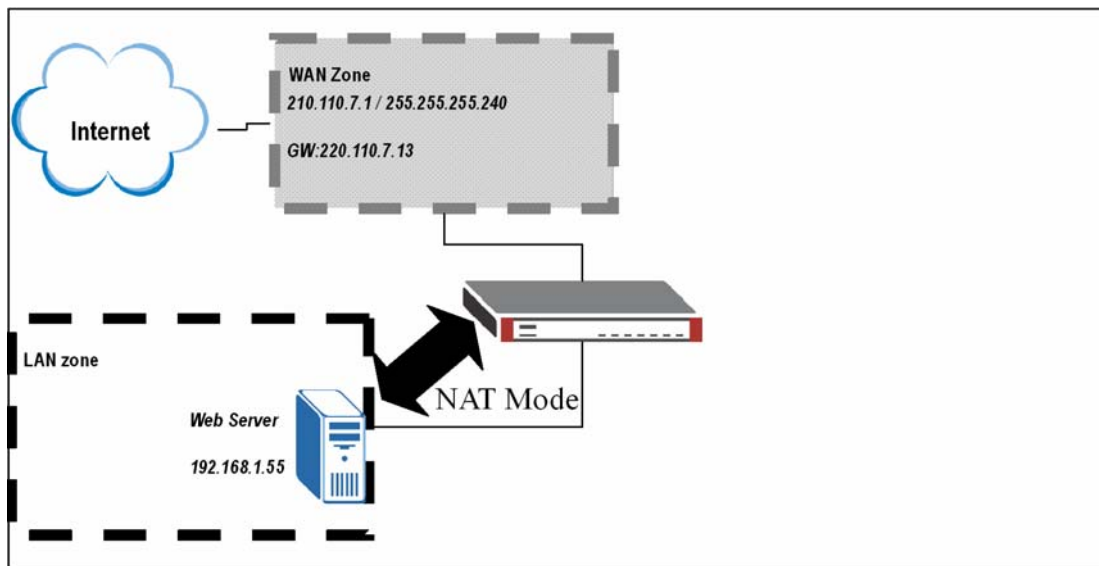 WAN Zone
210.110.7.1 / 255.255.255.240
Internet
GW:220.110.7.13
LAN zone
NAT Mode
Web Server
192.168.1.55